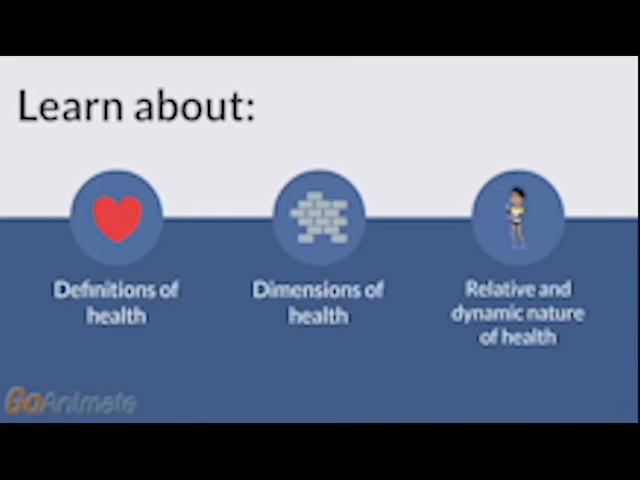 Learn about:
Definitions of
health
Dimensions of
health
Relative and
dynamic nature
of health
GoAnimate